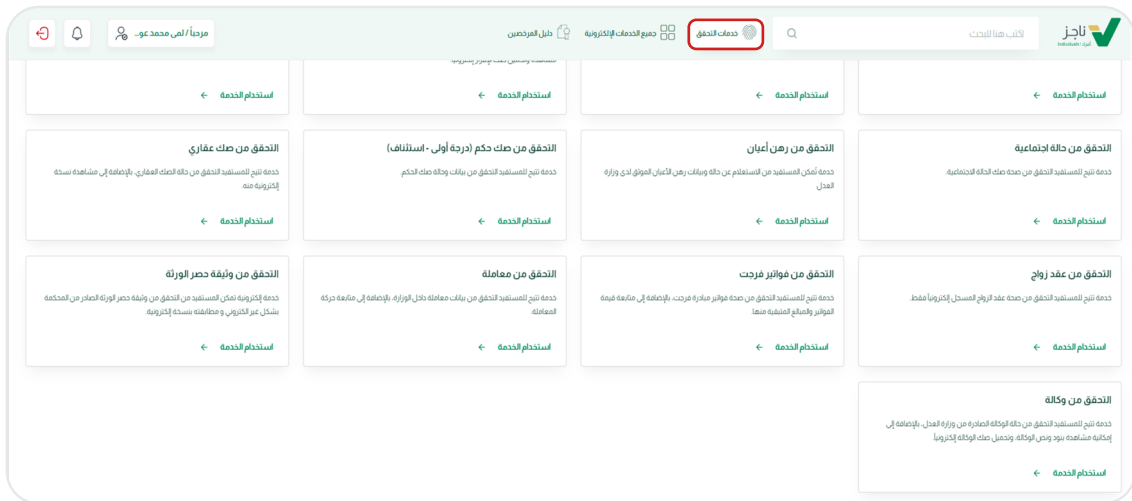 ناجز
أفراد | Individuals
اكتب هنا للبحث
خدمات التحقق
جميع الخدمات الإلكترونية
دليل المرخصين
مرحباً / لمى محمد عو...
استخدام الخدمة
استخدام الخدمة
استخدام الخدمة
استخدام الخدمة
التحقق من حالة اجتماعية
خدمة تتيح للمستفيد التحقق من صحة صك الحالة الاجتماعية.
استخدام الخدمة
التحقق من رهن أعيان
خدمة تُمكن المستفيد من الاستعلام عن حالة وبيانات رهن الأعيان الموثق لدى وزارة
العدل
استخدام الخدمة
التحقق من صك حكم (درجة أولى - استئناف)
خدمة تتيح للمستفيد التحقق من بيانات وحالة صك الحكم.
استخدام الخدمة
التحقق من صك عقاري
خدمة تتيح للمستفيد التحقق من حالة الصك العقاري، بالإضافة إلى مشاهدة نسخة
إلكترونية منه.
استخدام الخدمة
التحقق من عقد زواج
خدمة تتيح للمستفيد التحقق من صحة عقد الزواج المسجل إلكترونياً فقط.
استخدام الخدمة
التحقق من فواتير فرجت
خدمة تتيح للمستفيد التحقق من صحة فواتير مبادرة فرجت، بالإضافة إلى متابعة قيمة
الفواتير والمبالغ المتبقية منها.
استخدام الخدمة
التحقق من معاملة
خدمة تتيح للمستفيد التحقق من بيانات معاملة داخل الوزارة، بالإضافة إلى متابعة حركة
المعاملة.
استخدام الخدمة
التحقق من وثيقة حصر الورثة
خدمة إلكترونية تمكن المستفيد من التحقق من وثيقة حصر الورثة الصادر من المحكمة
بشكل غير الكتروني و مطابقته بنسخة إلكترونية.
استخدام الخدمة
التحقق من وكالة
خدمة تتيح للمستفيد التحقق من حالة الوكالة الصادرة من وزارة العدل، بالإضافة إلى
إمكانية مشاهدة بنود ونص الوكالة، وتحميل صك الوكالة إلكترونياً.
استخدام الخدمة